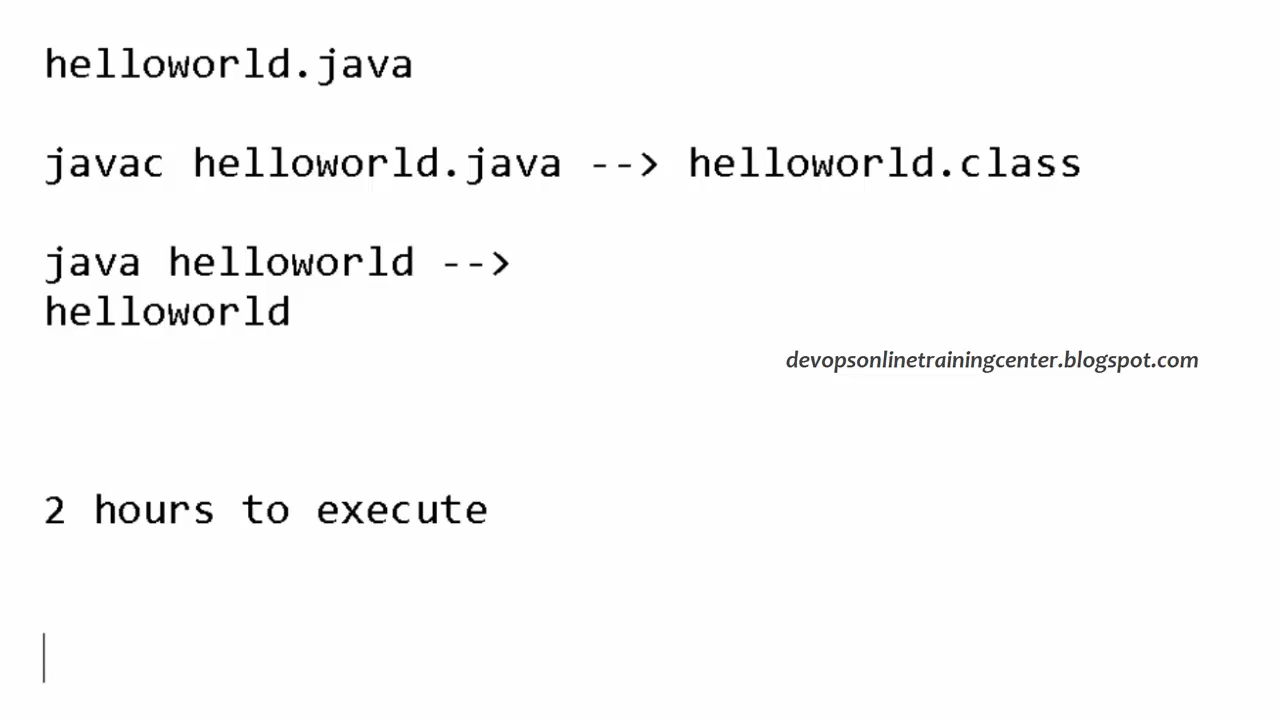 helloworld.java
javac helloworld.java --> helloworld.class
java helloworld -->
helloworld
devopsonlinetrainingcenter.blogspot.com
2 hours to execute